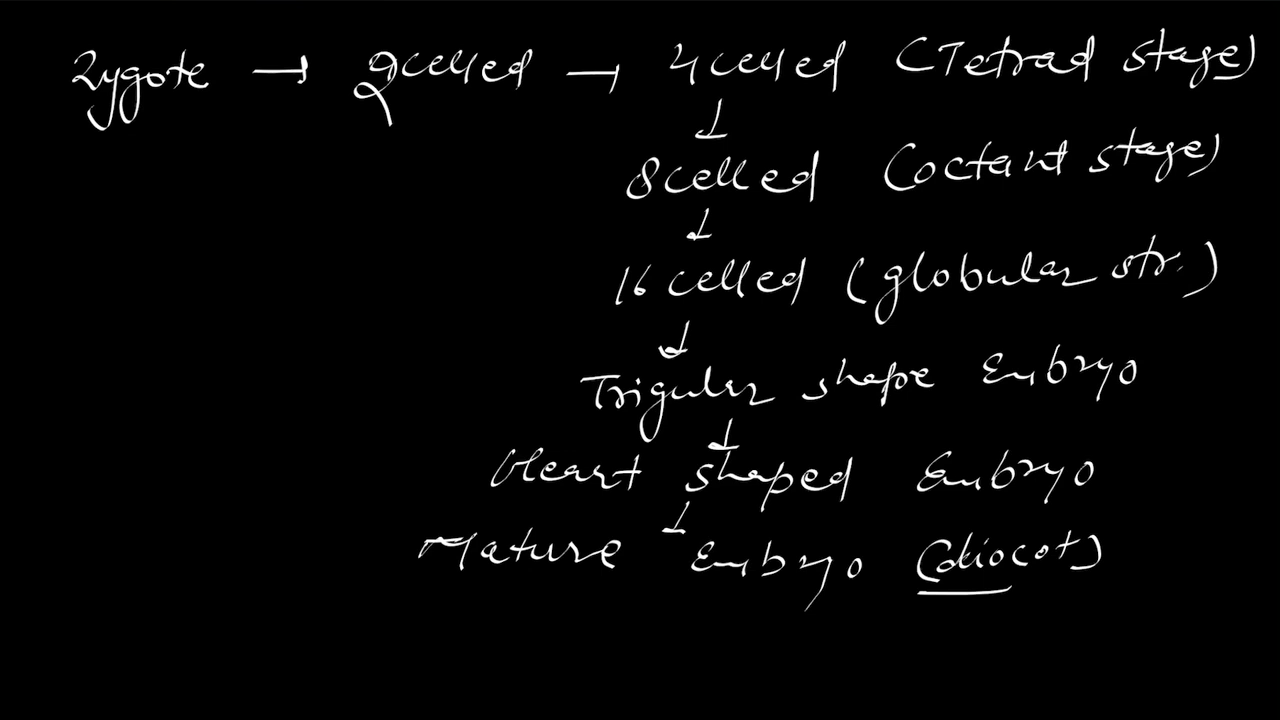 Zygote → 2celled → 4celled (Tetrad stage)
↓
8celled (octant stage)
↓
16 celled (globular str.)
↓
Trigular shape Embryo
↓
Heart shaped Embryo
↓
Mature Embryo (diocot)